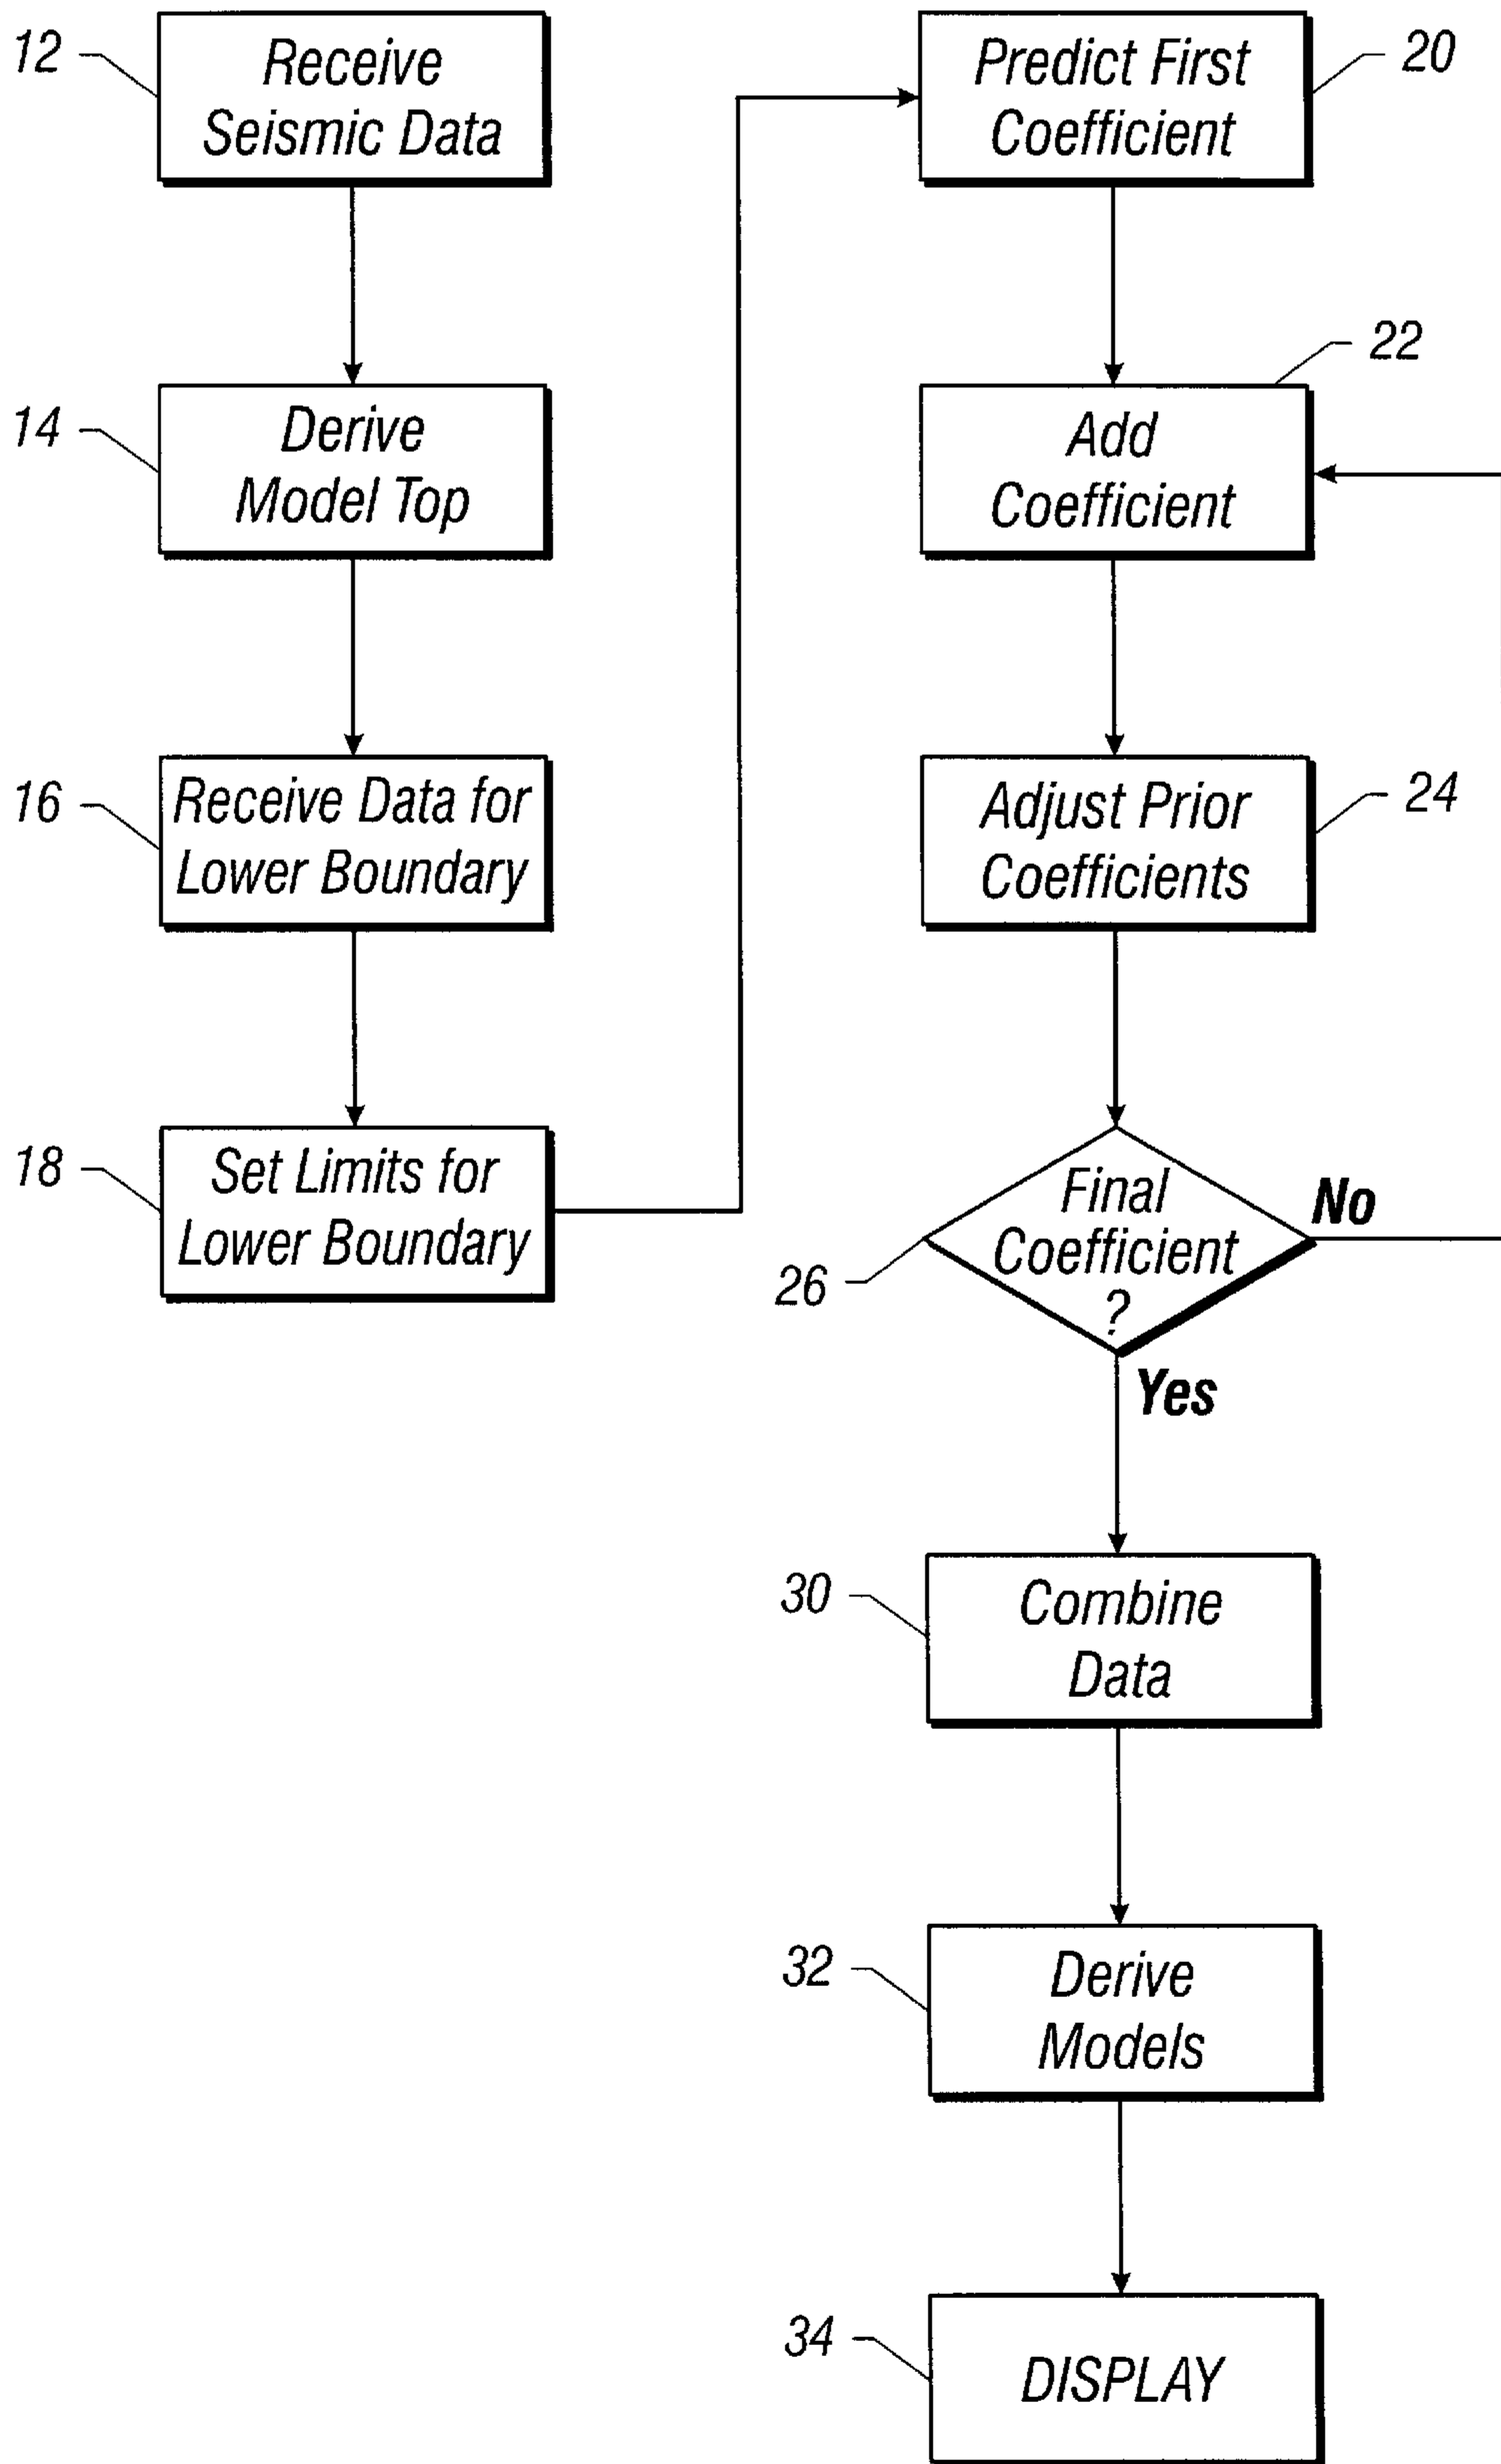 12
Receive
Seismic Data
14
Derive
Model Top
16
Receive Data for
Lower Boundary
18
Set Limits for
Lower Boundary
Predict First
Coefficient
20
22
Add
Coefficient
Adjust Prior
Coefficients
24
Final
Coefficient
?
26
No
Yes
30
Combine
Data
32
Derive
Models
34
DISPLAY